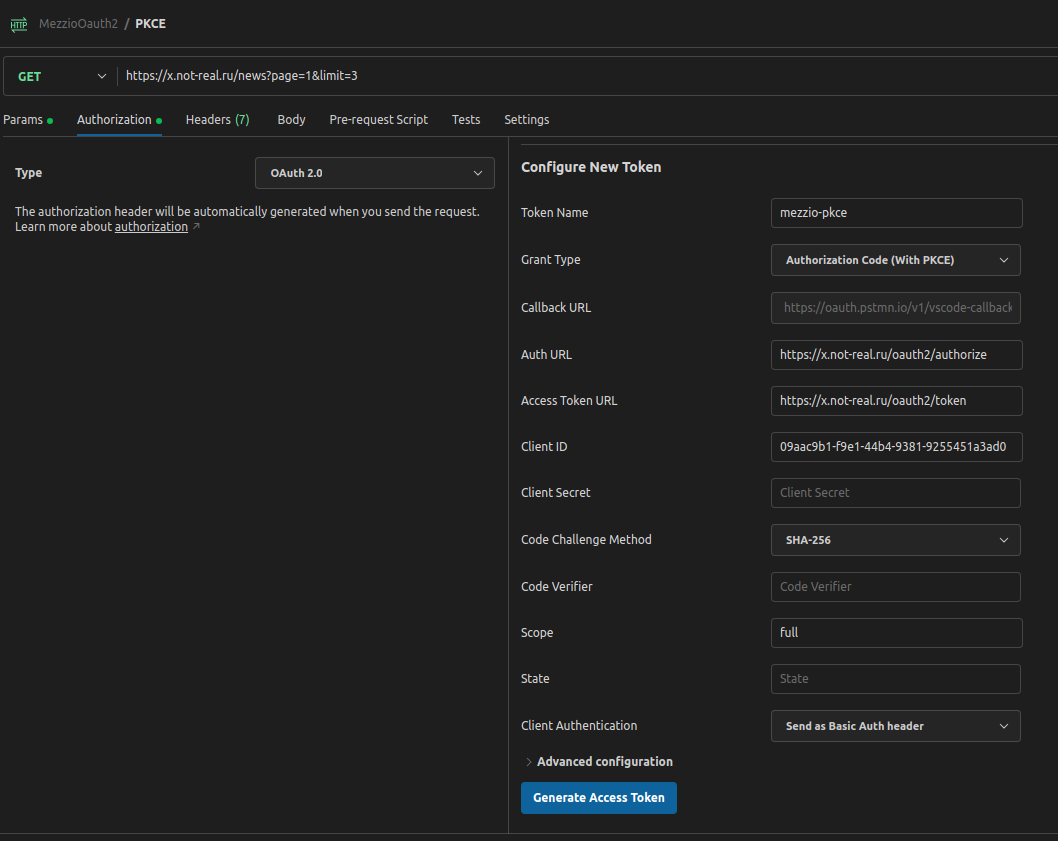 HTTP MezzioOauth2 / PKCE
GET https://x.not-real.ru/news?page=1&limit=3
Params Authorization Headers (7) Body Pre-request Script Tests Settings
Type OAuth 2.0
The authorization header will be automatically generated when you send the request.
Learn more about authorization
Configure New Token
Token Name mezzio-pkce
Grant Type Authorization Code (With PKCE)
Callback URL https://oauth.pstmn.io/v1/vscode-callback
Auth URL https://x.not-real.ru/oauth2/authorize
Access Token URL https://x.not-real.ru/oauth2/token
Client ID 09aac9b1-f9e1-44b4-9381-9255451a3ad0
Client Secret Client Secret
Code Challenge Method SHA-256
Code Verifier Code Verifier
Scope full
State State
Client Authentication Send as Basic Auth header
Advanced configuration
Generate Access Token